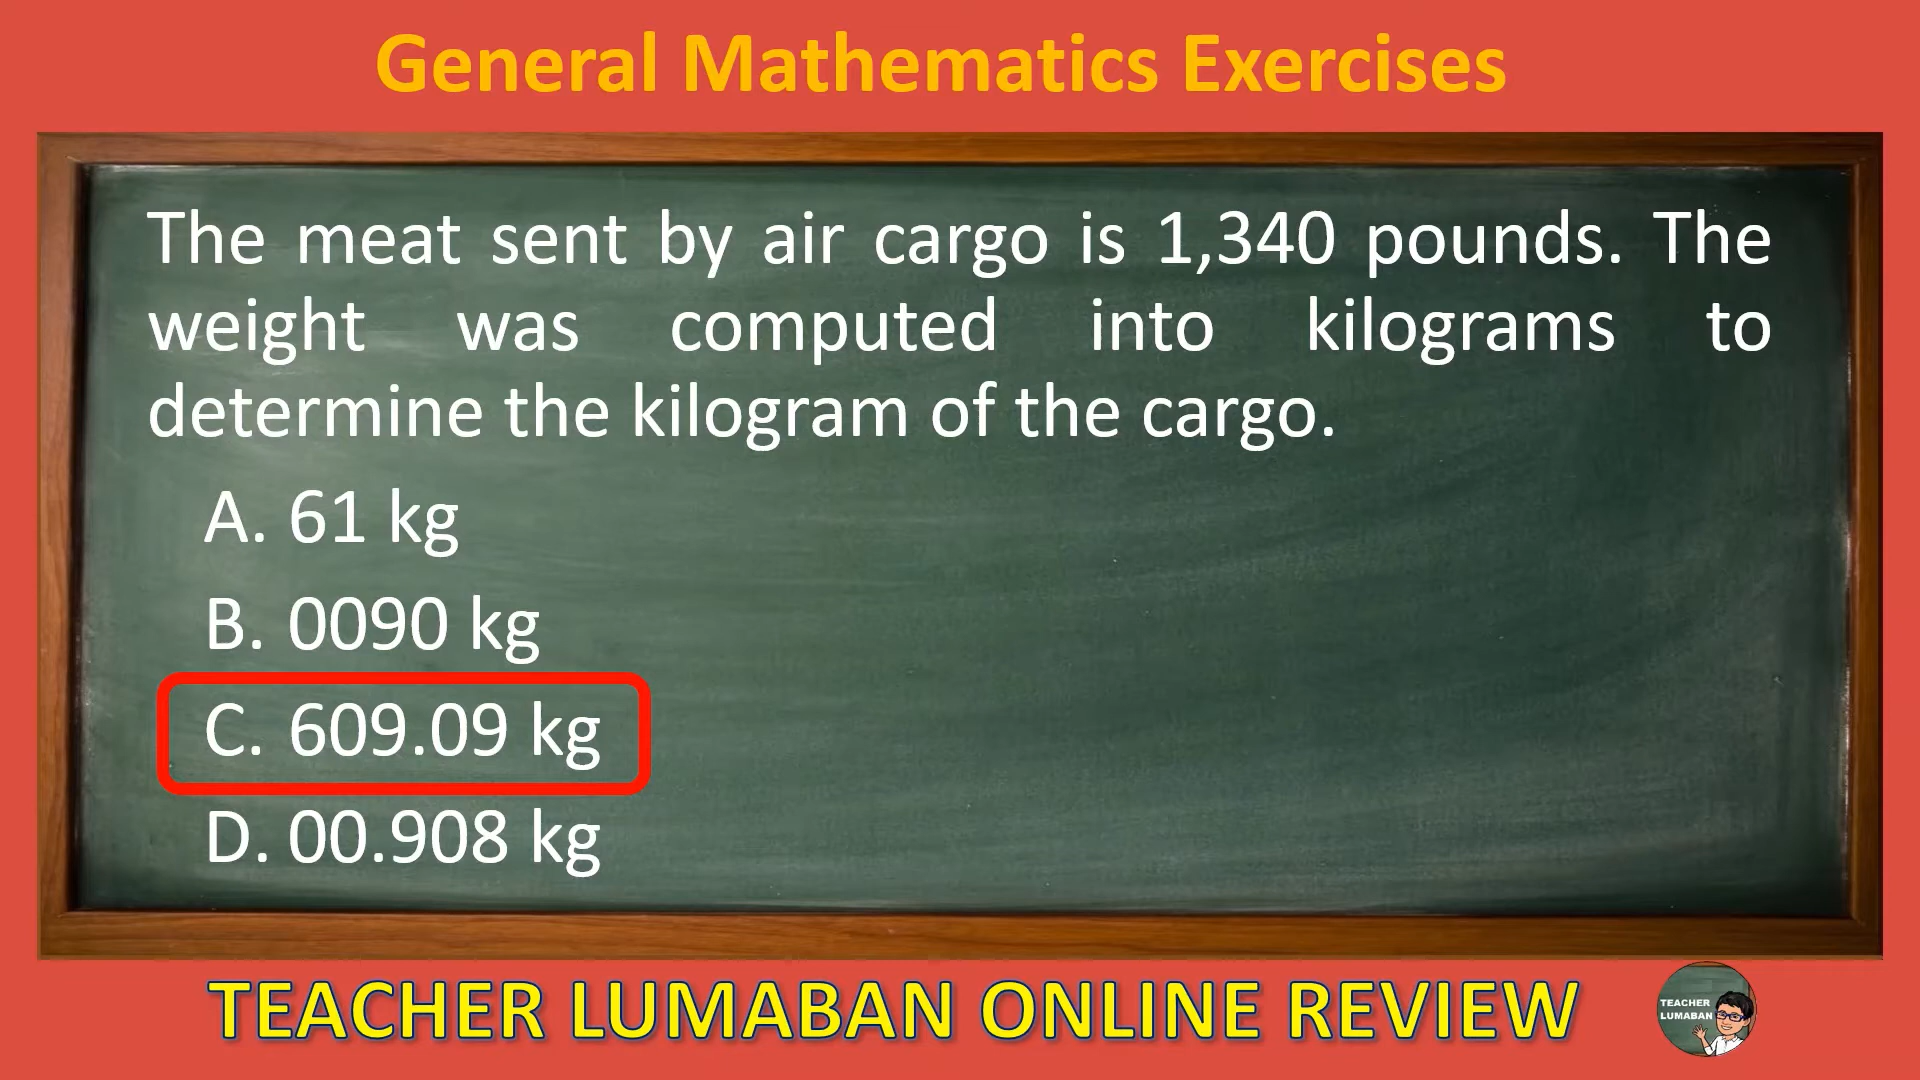 General Mathematics Exercises
The meat sent by air cargo is 1,340 pounds. The
weight was computed into kilograms to
determine the kilogram of the cargo.
A. 61 kg
B. 0090 kg
C. 609.09 kg
D. 00.908 kg
TEACHER LUMABAN ONLINE REVIEW
TEACHER
LUMABAN